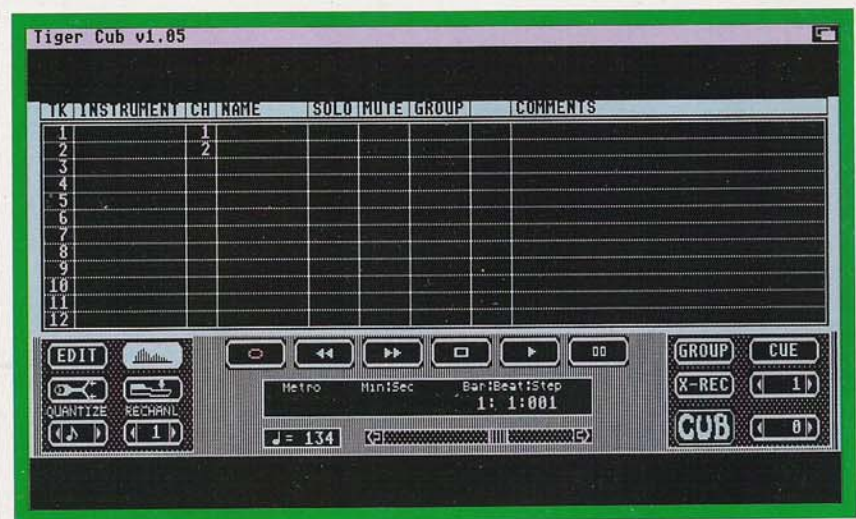 Tiger Cub v1.05
TK INSTRUMENT CH NAME SOLO MUTE GROUP COMMENTS
1 1
2 2
3
4
5
6
7
8
9
10
11
12
EDIT GROUP CUE
Metro Min:Sec Bar:Beat:Step X-REC 1
QUANTIZE RECHANL 1: 1:001
1 = 134 CUB 0